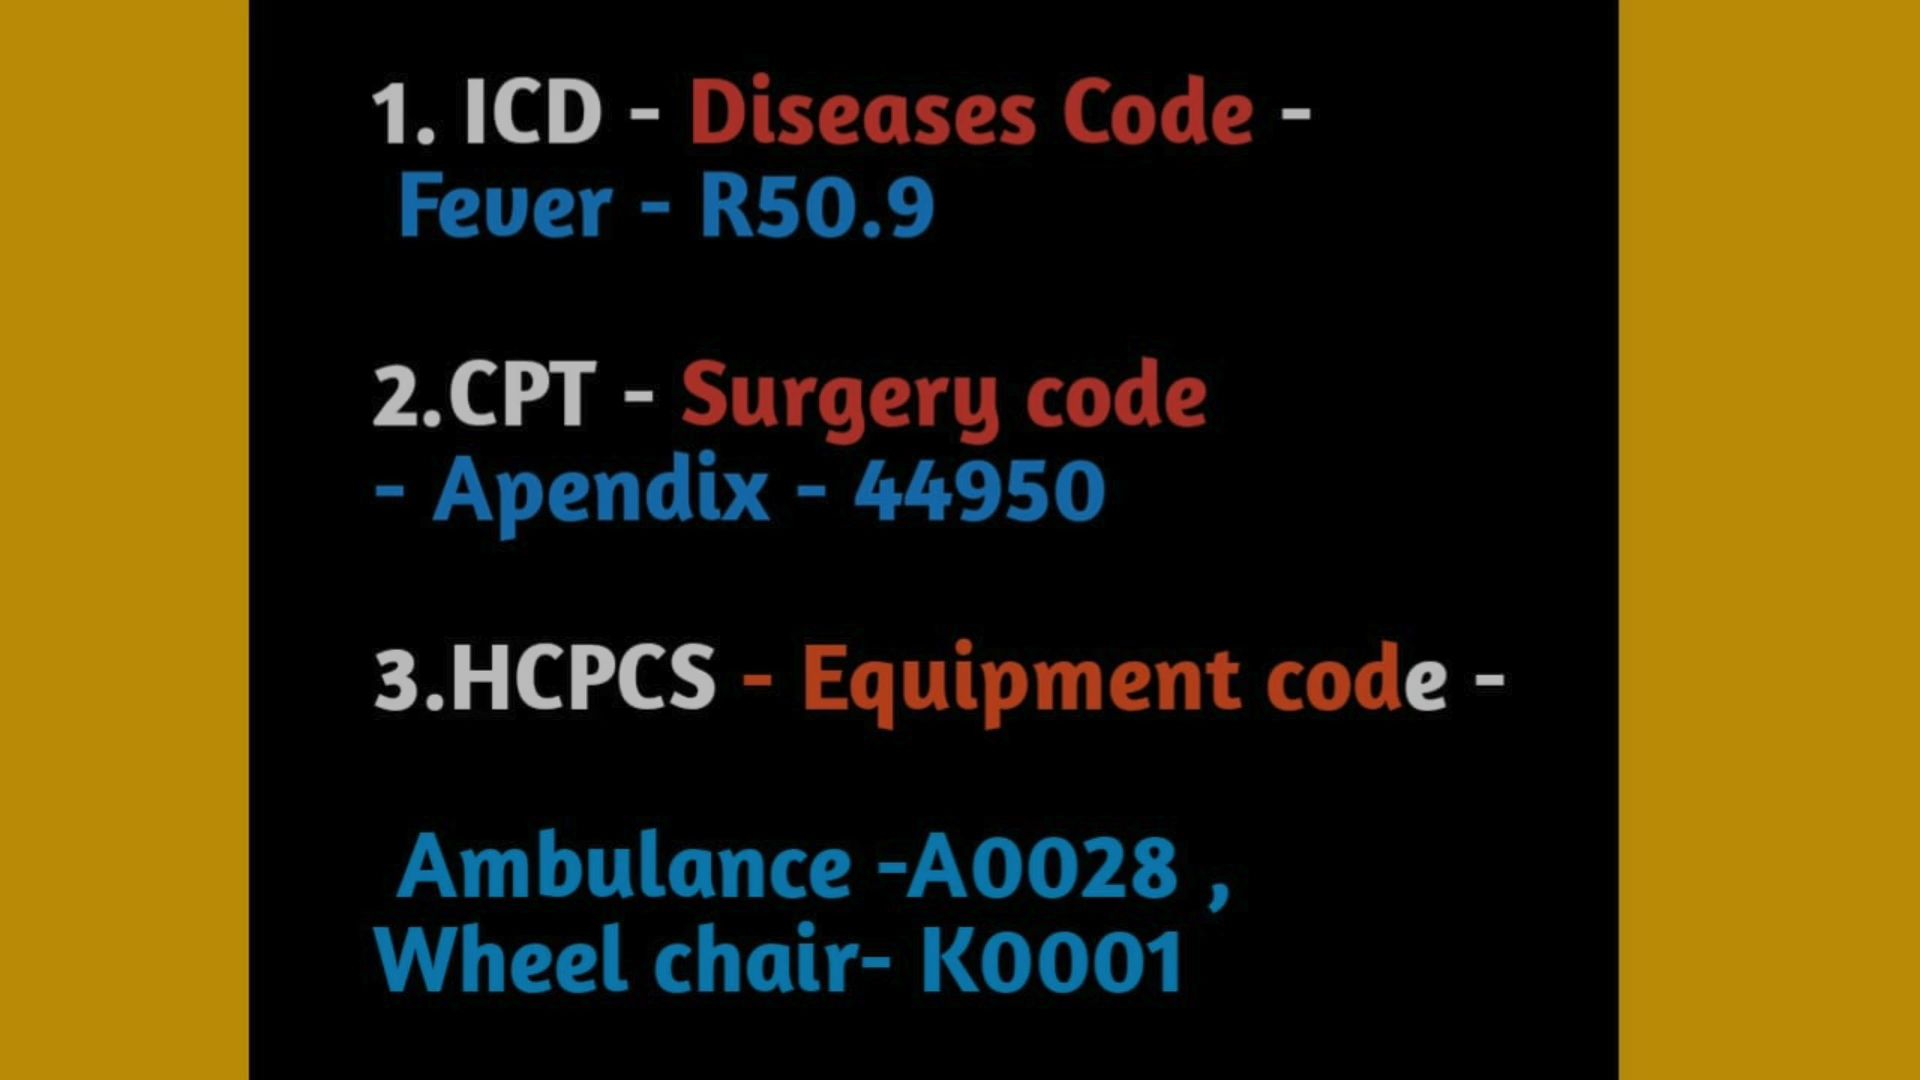 1. ICD - Diseases Code -
Fever - R50.9
2.CPT - Surgery code
- Apendix - 44950
3.HCPCS - Equipment code -
Ambulance -A0028 ,
Wheel chair- K0001